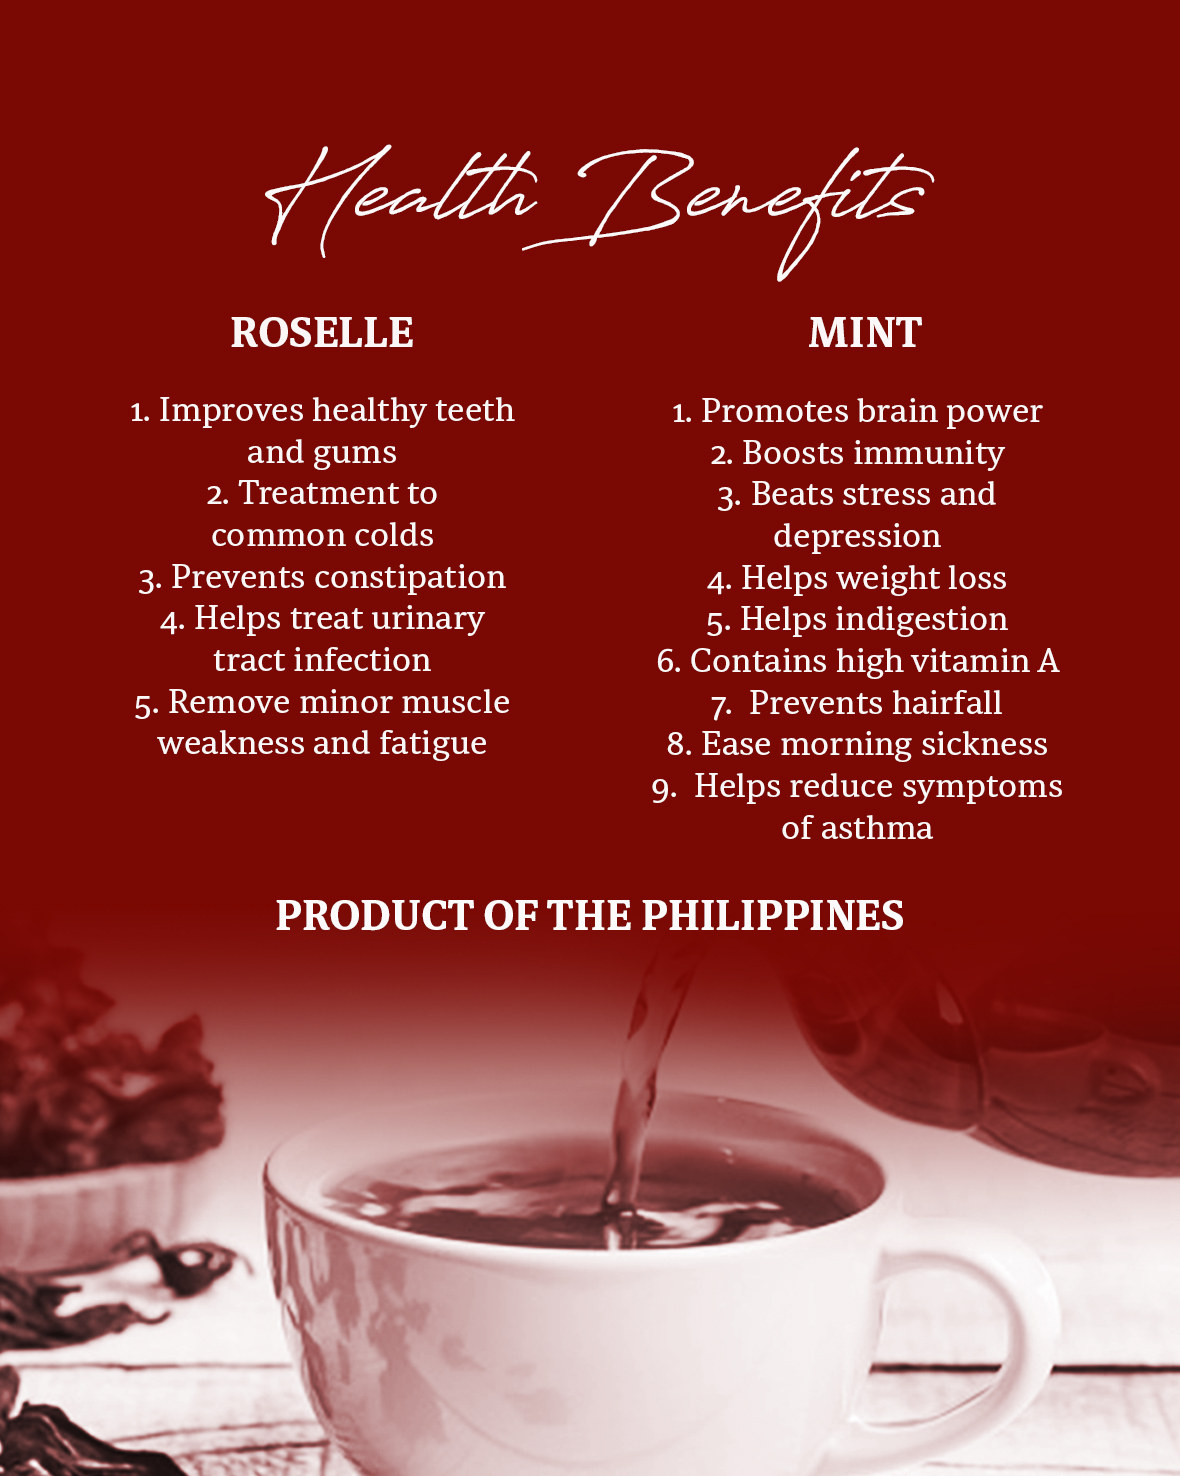 Health Benefits
ROSELLE
1. Improves healthy teeth
and gums
2. Treatment to
common colds
3. Prevents constipation
4. Helps treat urinary
tract infection
5. Remove minor muscle
weakness and fatigue
MINT
1. Promotes brain power
2. Boosts immunity
3. Beats stress and
depression
4. Helps weight loss
5. Helps indigestion
6. Contains high vitamin A
7. Prevents hairfall
8. Ease morning sickness
9. Helps reduce symptoms
of asthma
PRODUCT OF THE PHILIPPINES